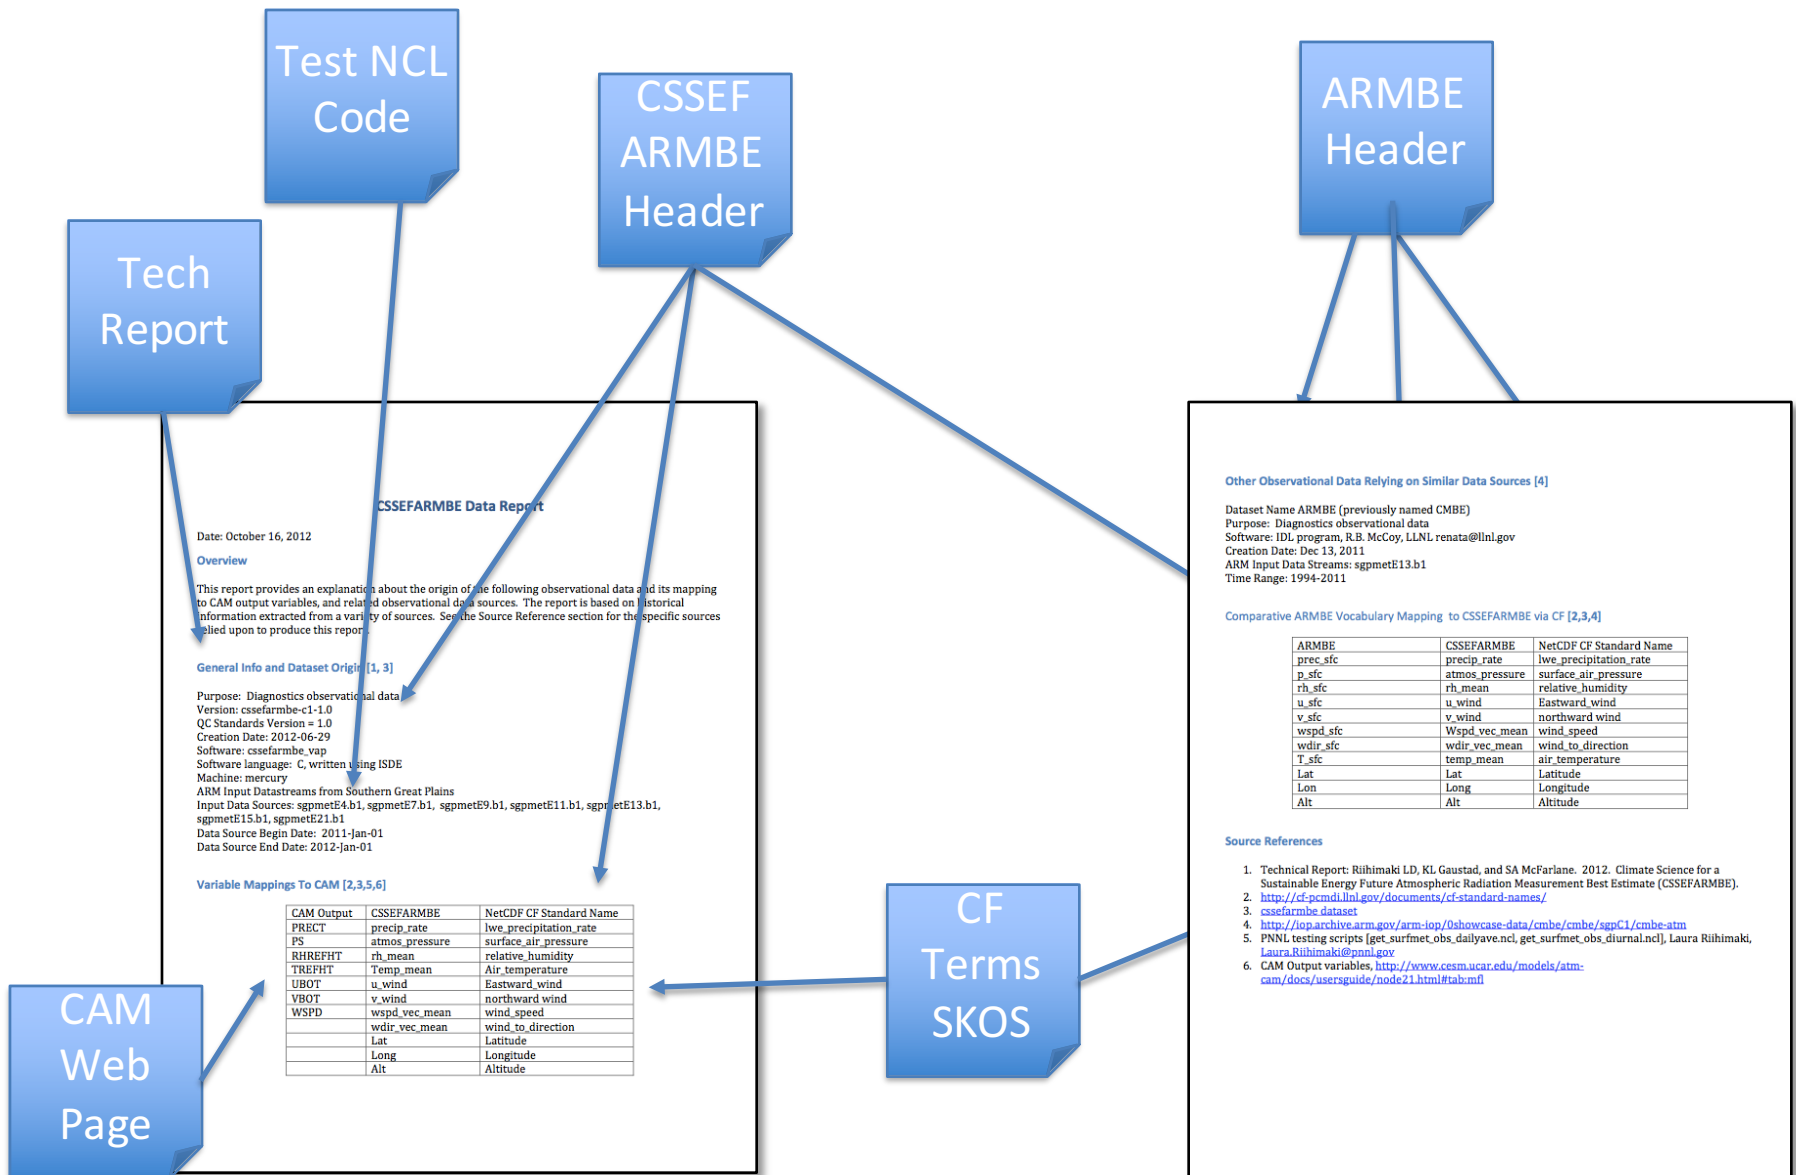 Test NCL
Code
CSSEF
ARMBE
Header
ARMBE
Header
Tech
Report
CSSEFARMBE Data Report
Date: October 16, 2012
Overview
This report provides an explanation about the origin of the following observational data and its mapping
to CAM output variables, and related observational data sources. The report is based on historical
information extracted from a variety of sources. See the Source Reference section for the specific sources
relied upon to produce this report.
General Info and Dataset Origin [1, 3]
Purpose: Diagnostics observational data
Version: cssefarmbe-c1-1.0
QC Standards Version = 1.0
Creation Date: 2012-06-29
Software: cssefarmbe_vap
Software language: C, written using ISDE
Machine: mercury
ARM Input Datastreams from Southern Great Plains
Input Data Sources: sgpmetE4.b1, sgpmetE7.b1, sgpmetE9.b1, sgpmetE11.b1, sgpmetE13.b1,
sgpmetE15.b1, sgpmetE21.b1
Data Source Begin Date: 2011-Jan-01
Data Source End Date: 2012-Jan-01
Variable Mappings To CAM [2,3,5,6]
CAM Output CSSEFARMBE NetCDF CF Standard Name
PRECT precip_rate lwe_precipitation_rate
PS atmos_pressure surface_air_pressure
RHREFHT rh_mean relative_humidity
TREFHT Temp_mean Air_temperature
UBOT u_wind Eastward_wind
VBOT v_wind northward wind
WSPD wspd_vec_mean wind_speed
wdir_vec_mean wind_to_direction
Lat Latitude
Long Longitude
Alt Altitude
CAM
Web
Page
CF
Terms
SKOS
Other Observational Data Relying on Similar Data Sources [4]
Dataset Name ARMBE (previously named CMBE)
Purpose: Diagnostics observational data
Software: IDL program, R.B. McCoy, LLNL renata@llnl.gov
Creation Date: Dec 13, 2011
ARM Input Data Streams: sgpmetE13.b1
Time Range: 1994-2011
Comparative ARMBE Vocabulary Mapping to CSSEFARMBE via CF [2,3,4]
ARMBE CSSEFARMBE NetCDF CF Standard Name
prec_sfc precip_rate lwe_precipitation_rate
p_sfc atmos_pressure surface_air_pressure
rh_sfc rh_mean relative_humidity
u_sfc u_wind Eastward_wind
v_sfc v_wind northward wind
wspd_sfc Wspd_vec_mean wind_speed
wdir_sfc wdir_vec_mean wind_to_direction
T_sfc temp_mean air_temperature
Lat Lat Latitude
Lon Long Longitude
Alt Alt Altitude
Source References
1. Technical Report: Riihimaki LD, KL Gaustad, and SA McFarlane. 2012. Climate Science for a
Sustainable Energy Future Atmospheric Radiation Measurement Best Estimate (CSSEFARMBE).
2. http://cf-pcmdi.llnl.gov/documents/cf-standard-names/
3. cssefarmbe dataset
4. http://iop.archive.arm.gov/arm-iop/0showcase-data/cmbe/cmbe/sgpC1/cmbe-atm
5. PNNL testing scripts [get_surfmet_obs_dailyave.ncl, get_surfmet_obs_diurnal.ncl], Laura Riihimaki,
Laura.Riihimaki@pnnl.gov
6. CAM Output variables, http://www.cesm.ucar.edu/models/atm-
cam/docs/usersguide/node21.html#tab:mfl